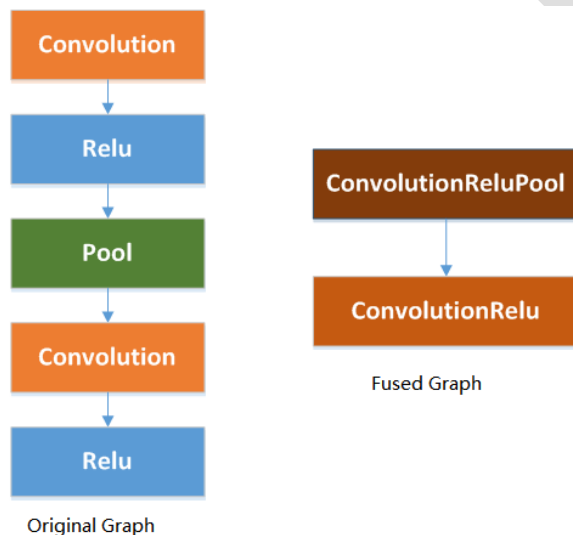 Convolution
Relu
Pool
Convolution
Relu
Original Graph
ConvolutionReluPool
ConvolutionRelu
Fused Graph